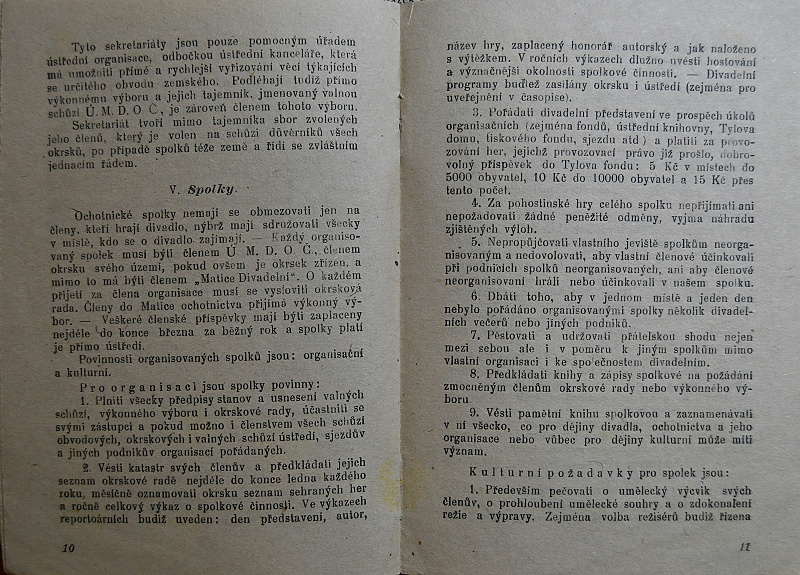 Tyto sekretariáty jsou pouze pomocným úřadem
ústřední organisace, odbočkou ústřední kanceláře, která
má umožniti přímé a rychlejší vyřizování věcí týkajících
se určitého obvodu zemského. Podléhají tudíž přímo
výkonnému výboru a jejich tajemník, jmenovaný valnou
schůzí Ú. M. D. O. Č., je zároveň členem tohoto výboru.
Sekretariát tvoří mimo tajemníka sbor zvolených
jeho členů, který je volen na schůzi důvěrníků všech
okrsků, po případě spolků téže země a řídí se zvláštním
jednacím řádem.
V. Spolky.
Ochotnické spolky nemají se obmezovati jen na
členy, kteří hrají divadlo, nýbrž mají sdružovati všecky
v místě, kdo se o divadlo zajímají. — Každý organiso-
vaný spolek musí býti členem Ú. M. D. O. Č., členem
okrsku svého území, pokud ovšem je okrsek zřízen, a
mimo to má býti členem „Matice Divadelní“. O každém
přijetí za člena organisace musí se vysloviti okrsková
rada. Členy do Matice ochotnictva přijímá výkonný vý-
bor. — Veškeré členské příspěvky mají býti zaplaceny
nejdéle do konce března za běžný rok a spolky platí
je přímo ústředí.
Povinnosti organisovaných spolků jsou: organisační
a kulturní.
Pro organisaci jsou spolky povinny:
1. Plniti všecky předpisy stanov a usnesení valných
schůzí, výkonného výboru i okrskové rady, účastniti se
svými zástupci a pokud možno i členstvem všech schůzí
obvodových, okrskových i valných schůzí ústředí, sjezdův
a jiných podniků organisací pořádaných.
2. Vésti katastr svých členův a předkládati jejich
seznam okrskové radě nejdéle do konce ledna každého
roku, měsíčně oznamovati okrsku seznam sehraných her
a ročně celkový výkaz o spolkové činnosti. Ve výkazech
reportoárních budiž uveden: den představení, autor,
10
název hry, zaplacený honorář autorský a jak naloženo
s výtěžkem. V ročních výkazech dlužno uvésti hostování
a význačnější okolnosti spolkové činnosti. — Divadelní
programy buďtež zasílány okrsku i ústředí (zejména pro
uveřejnění v časopise).
3. Pořádati divadelní představení ve prospěch úkolů
organisačních (zejména fondů, ústřední knihovny, Tylova
domu, tiskového fondu, sjezdu atd ) a platiti za provo-
zování her, jejichž provozovací právo již prošlo, dobro-
volný příspěvek do Tylova fondu: 5 Kč v místech do
5000 obyvatel, 10 Kč do 10000 obyvatel a 15 Kč přes
tento počet.
4. Za pohostinské hry celého spolku nepřijímati ani
nepožadovati žádné peněžité odměny, vyjma náhradu
zjištěných výloh.
5. Nepropůjčovati vlastního jeviště spolkům neorga-
nisovaným a nedovolovati, aby vlastní členové účinkovali
při podnicích spolků neorganisovaných, ani aby členové
neorganisovaní hráli nebo účinkovali v našem spolku.
6. Dbáti toho, aby v jednom místě a jeden den
nebylo pořádáno organisovanými spolky několik divadel-
ních večerů nebo jiných podniků.
7. Pěstovati a udržovati přátelskou shodu nejen
mezi sebou ale i v poměru k jiným spolkům mimo
vlastní organisaci i ke společnostem divadelním.
8. Předkládati knihy a zápisy spolkové na požádání
zmocněným členům okrskové rady nebo výkonného vý-
boru
9. Vésti pamětní knihu spolkovou a zaznamenávati
v ní všecko, co pro dějiny divadla, ochotnictva a jeho
organisace nebo vůbec pro dějiny kulturní může míti
význam.
Kulturní požadavky pro spolek jsou:
1. Především pečovati o umělecký výcvik svých
členův, o prohloubení umělecké souhry a o zdokonalení
režie a výpravy. Zejména volba režisérů budiž řízena
11